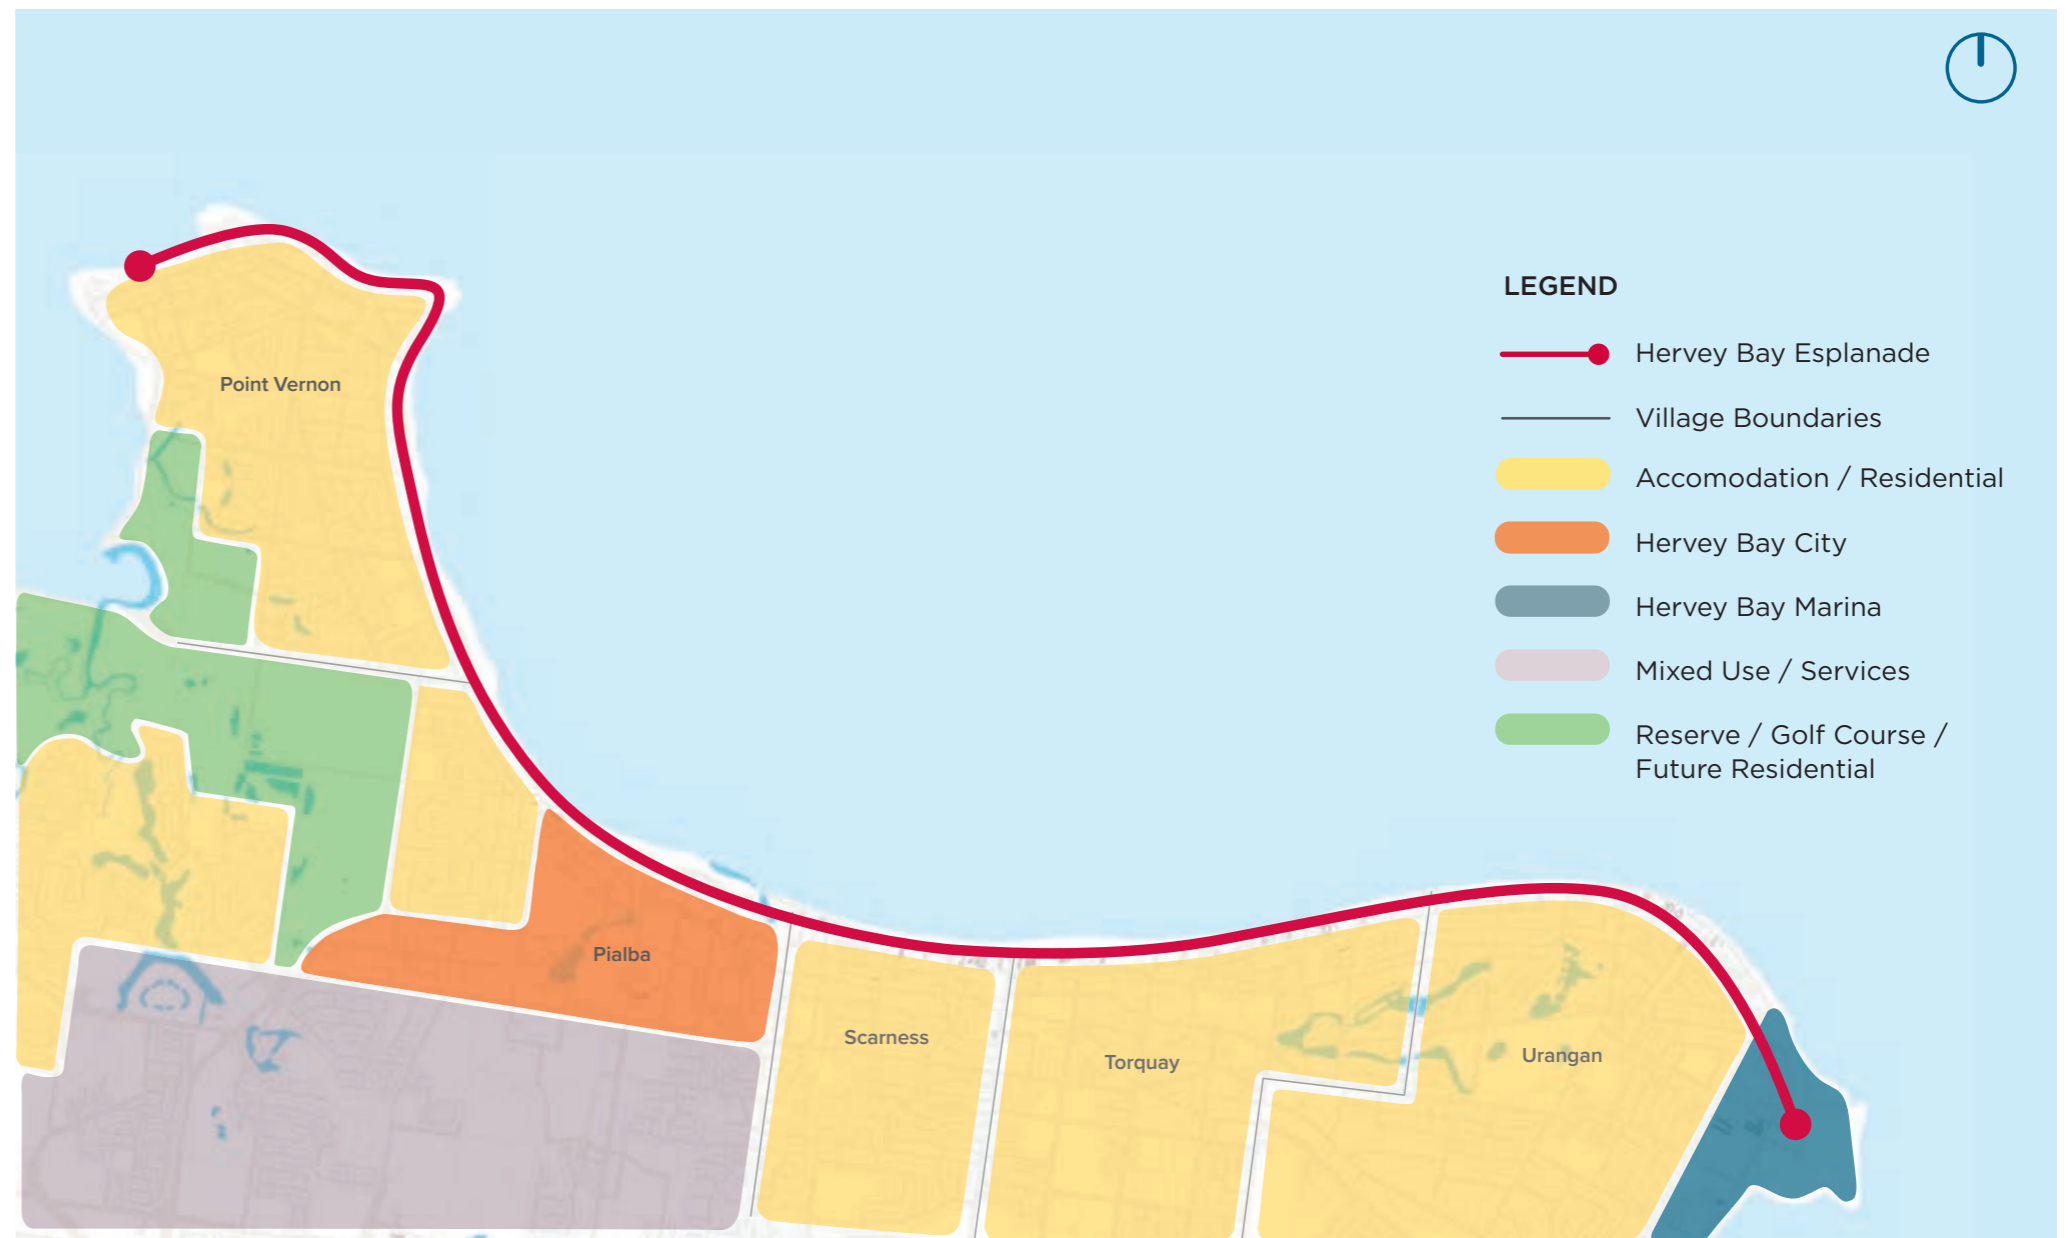 LEGEND
Hervey Bay Esplanade
Village Boundaries
Accomodation / Residential
Hervey Bay City
Hervey Bay Marina
Mixed Use / Services
Reserve / Golf Course /
Future Residential
Point Vernon
Pialba
Scarness
Torquay
Urangan